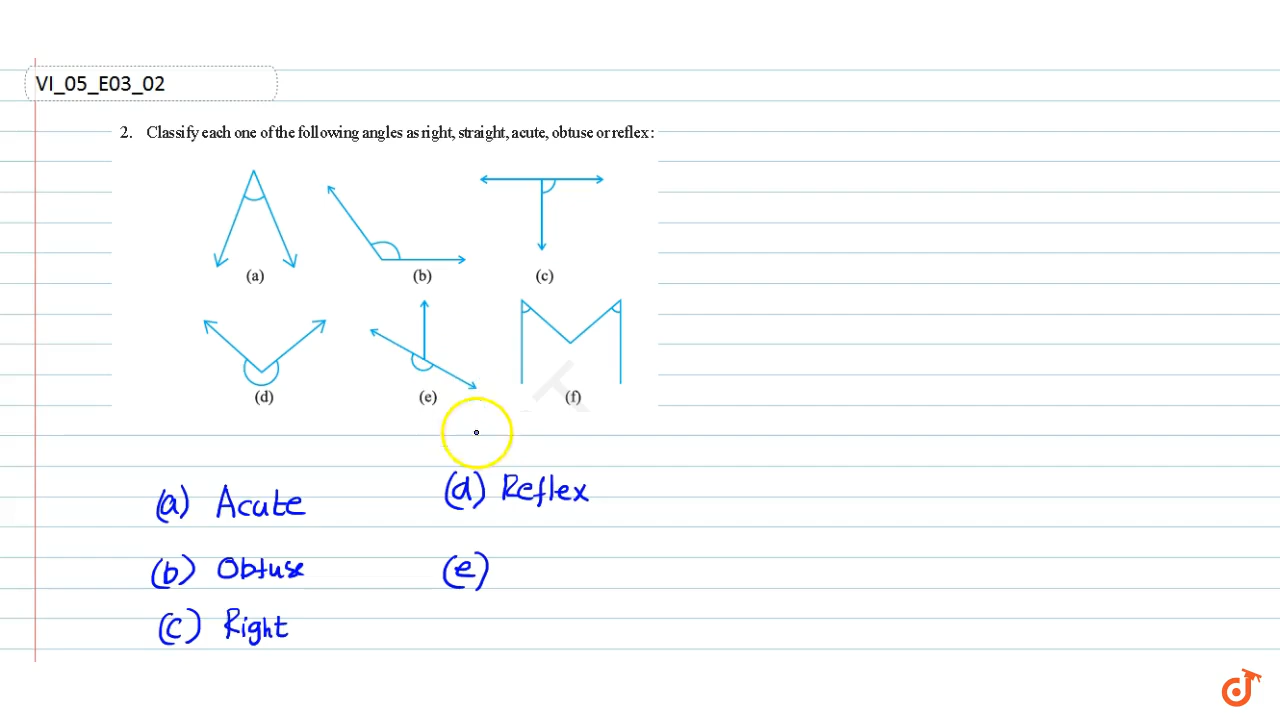 VI_05_E03_02
2. Classify each one of the following angles as right, straight, acute, obtuse or reflex:
(a) (b) (c)
(d) (e) (f)
(a) Acute (d) Reflex
(b) Obtuse (e)
(c) Right